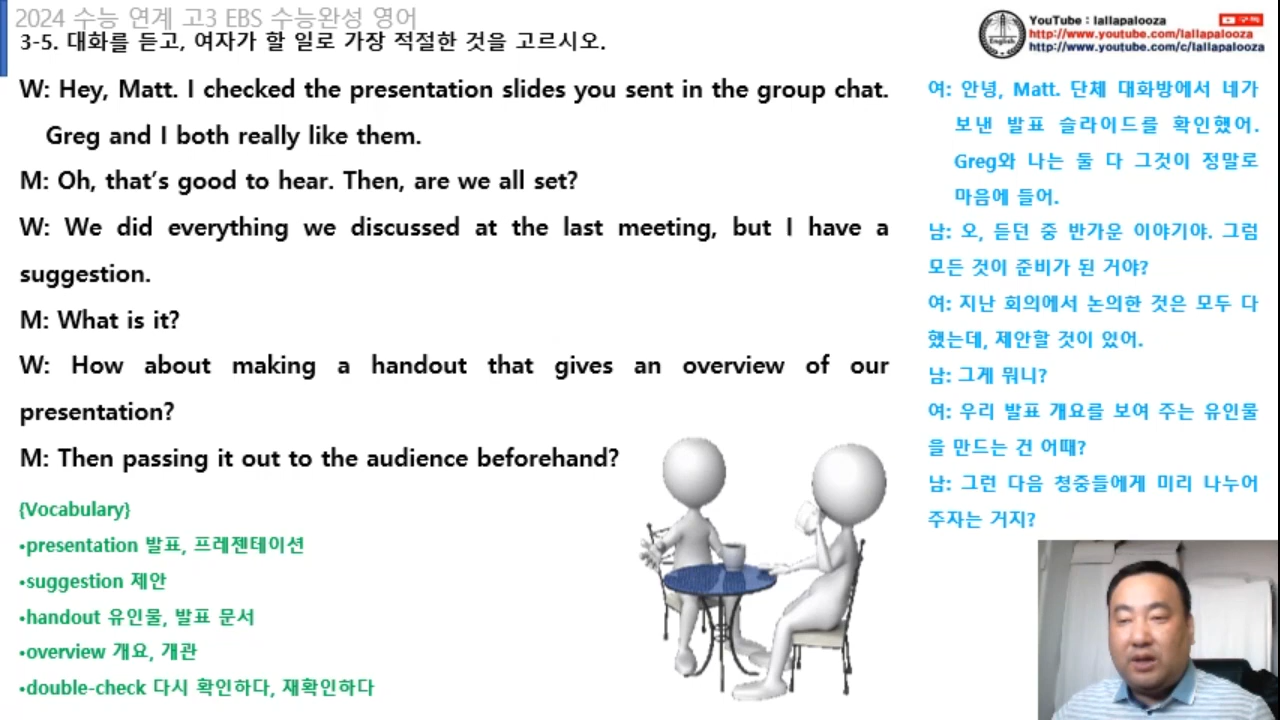 2024 수능 연계 고3 EBS 수능완성 영어
3-5. 대화를 듣고, 여자가 할 일로 가장 적절한 것을 고르시오.
YouTube : lallapalooza
구독
http://www.youtube.com/lallapalooza
http://www.youtube.com/c/lallapalooza
English
W: Hey, Matt. I checked the presentation slides you sent in the group chat.
Greg and I both really like them.
M: Oh, that's good to hear. Then, are we all set?
W: We did everything we discussed at the last meeting, but I have a
suggestion.
M: What is it?
W: How about making a handout that gives an overview of our
presentation?
M: Then passing it out to the audience beforehand?
{Vocabulary}
•presentation 발표, 프레젠테이션
•suggestion 제안
•handout 유인물, 발표 문서
•overview 개요, 개관
•double-check 다시 확인하다, 재확인하다
여: 안녕, Matt. 단체 대화방에서 네가
보낸 발표 슬라이드를 확인했어.
Greg와 나는 둘 다 그것이 정말로
마음에 들어.
남: 오, 듣던 중 반가운 이야기야. 그럼
모든 것이 준비가 된 거야?
여: 지난 회의에서 논의한 것은 모두 다
했는데, 제안할 것이 있어.
남: 그게 뭐니?
여: 우리 발표 개요를 보여 주는 유인물
을 만드는 건 어때?
남: 그런 다음 청중들에게 미리 나누어
주자는 거지?